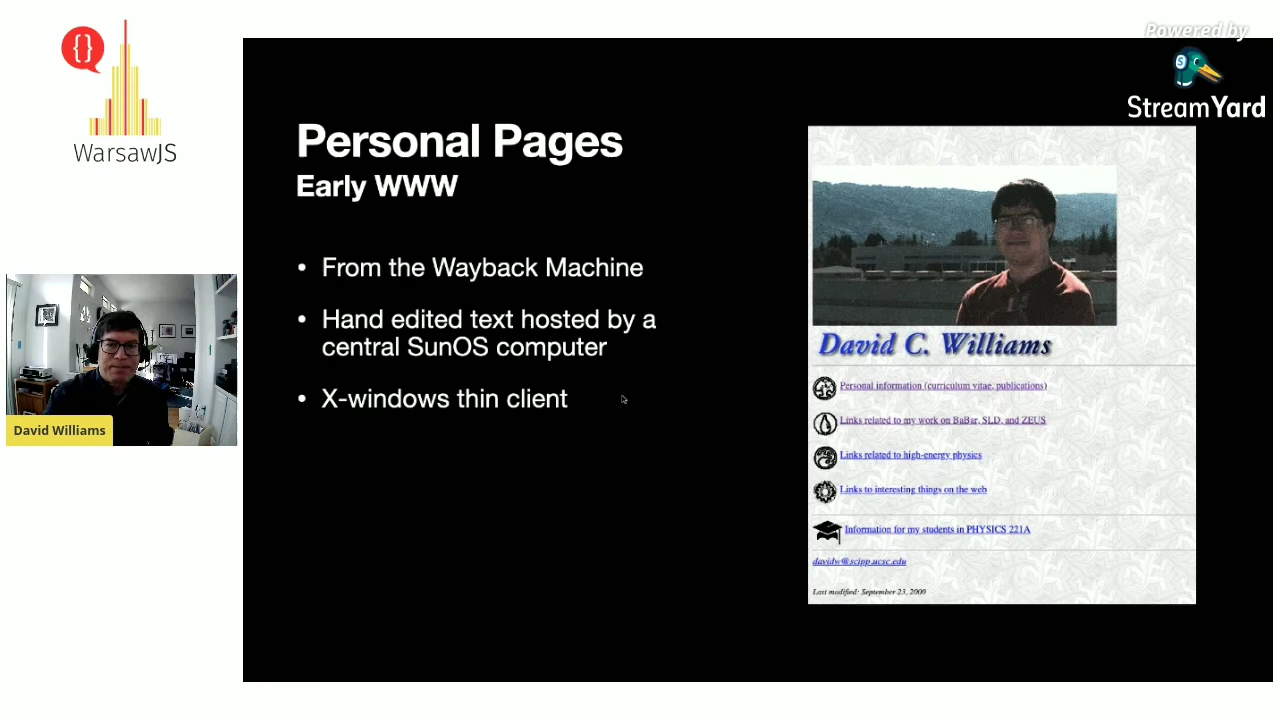 Powered by
StreamYard
{}
WarsawJS
Personal Pages
Early WWW
• From the Wayback Machine
• Hand edited text hosted by a
central SunOS computer
• X-windows thin client
David Williams
David C. Williams
Personal information (curriculum vitae, publications)
Links related to my work on BaBar, SLD, and ZEUS
Links related to high-energy physics
Links to interesting things on the web
Information for my students in PHYSICS 221A
davidw@scipp.ucsc.edu
Last modified: September 23, 2000